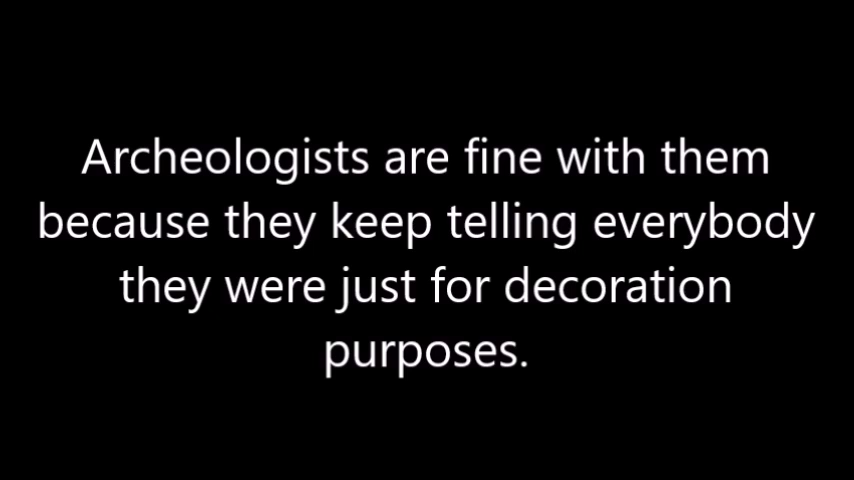 Archeologists are fine with them
because they keep telling everybody
they were just for decoration
purposes.